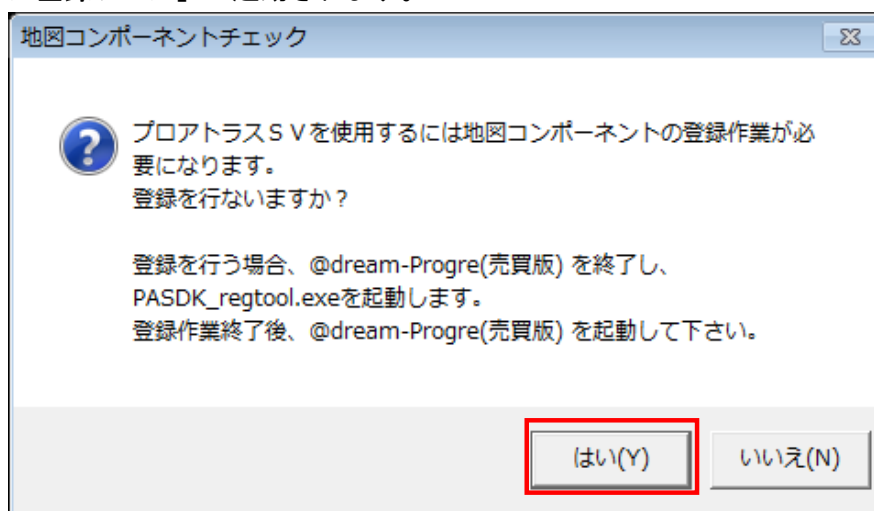 地図コンポーネントチェック
プロアトラスＳＶを使用するには地図コンポーネントの登録作業が必
要になります。
登録を行ないますか？
登録を行う場合、@dream-Progre(売買版) を終了し、
PASDK_regtool.exeを起動します。
登録作業終了後、@dream-Progre(売買版) を起動して下さい。
はい(Y)
いいえ(N)